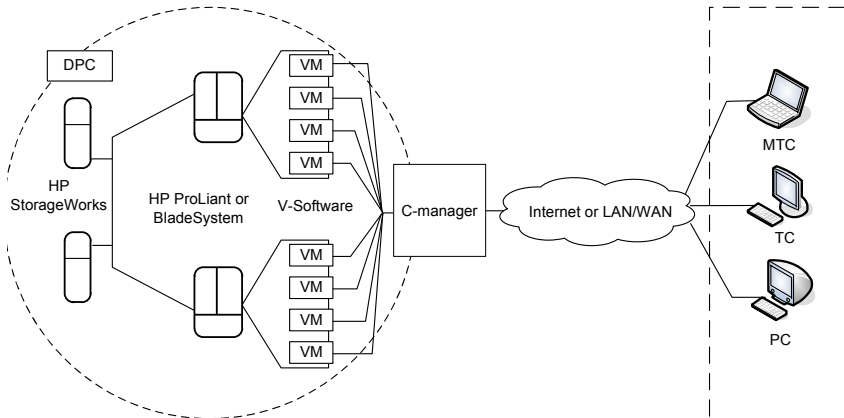 DPC
VM
VM
VM
VM
HP
StorageWorks
HP ProLiant or
BladeSystem
V-Software
C-manager
Internet or LAN/WAN
MTC
TC
PC
VM
VM
VM
VM